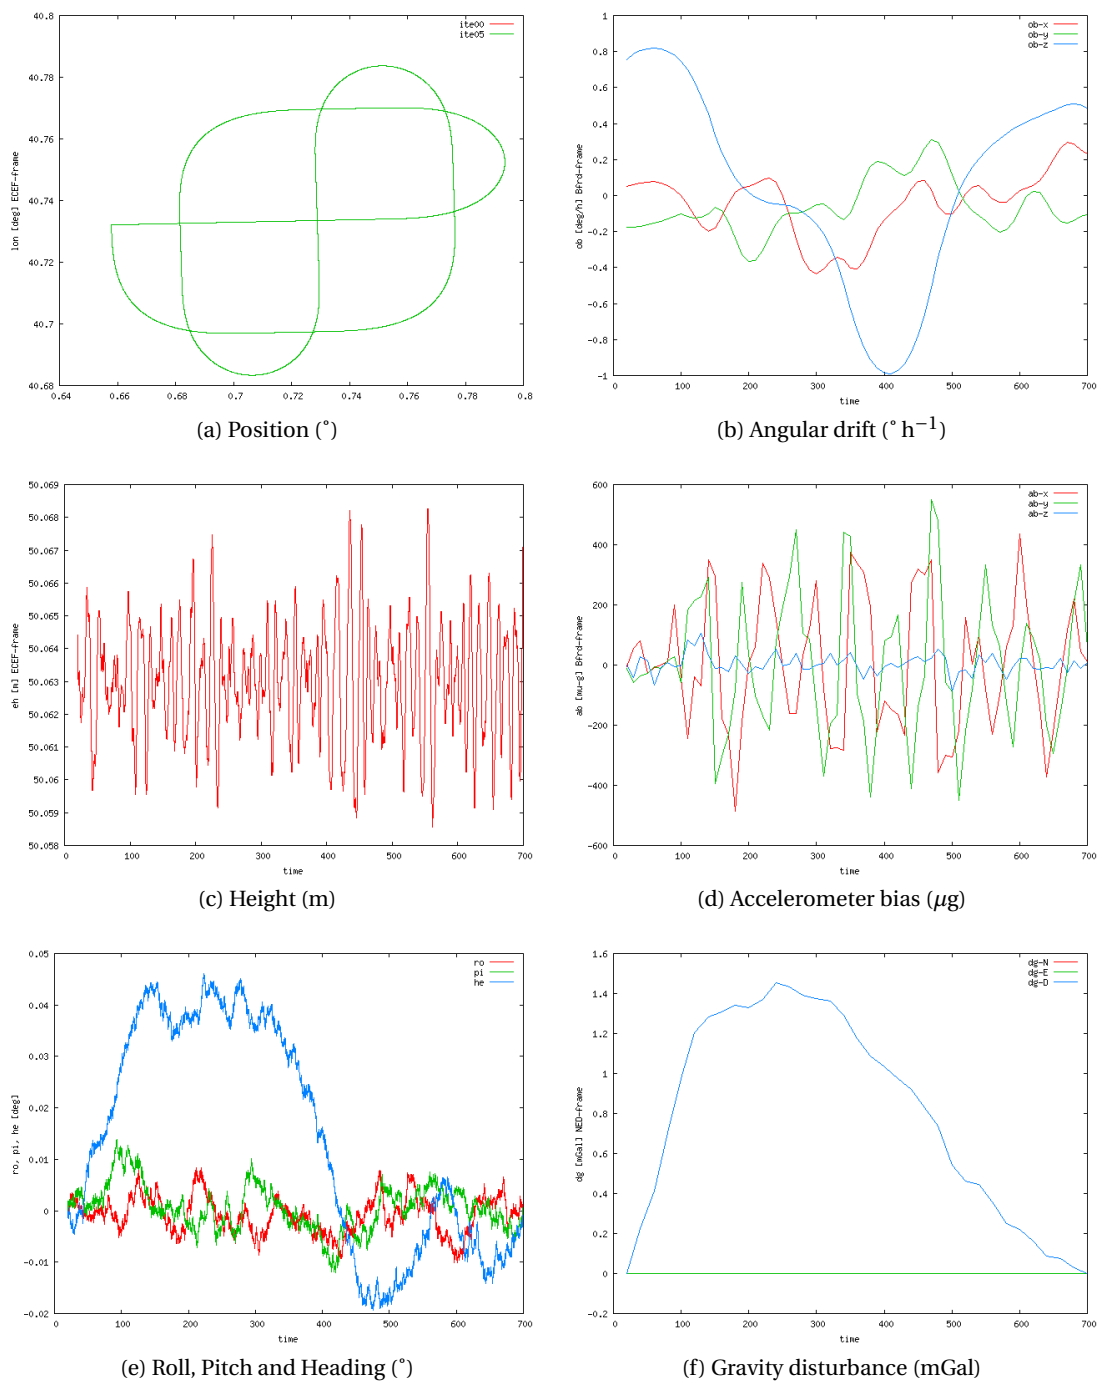 40.8
40.78
40.76
40.74
40.72
40.7
40.68
lon [deg] ECEF-frame
ite00
ite05
0.64 0.66 0.68 0.7 0.72 0.74 0.76 0.78 0.8
(a) Position (°)
1
0.8
0.6
0.4
0.2
0
-0.2
-0.4
-0.6
-0.8
-1
ob [deg/h] Bfrd-frame
ob-x
ob-y
ob-z
0 100 200 300 400 500 600 700
time
(b) Angular drift (° h−1)
50.069
50.068
50.067
50.066
50.065
50.064
50.063
50.062
50.061
50.06
50.059
50.058
eh [m] ECEF-frame
0 100 200 300 400 500 600 700
time
(c) Height (m)
600
400
200
0
-200
-400
-600
ab [mu-g] Bfrd-frame
ab-x
ab-y
ab-z
0 100 200 300 400 500 600 700
time
(d) Accelerometer bias (μg)
0.05
0.04
0.03
0.02
0.01
0
-0.01
-0.02
ro, pi, he [deg]
ro
pi
he
0 100 200 300 400 500 600 700
time
(e) Roll, Pitch and Heading (°)
1.6
1.4
1.2
1
0.8
0.6
0.4
0.2
0
-0.2
dg [mGal] NED-frame
dg-N
dg-E
dg-D
0 100 200 300 400 500 600 700
time
(f) Gravity disturbance (mGal)